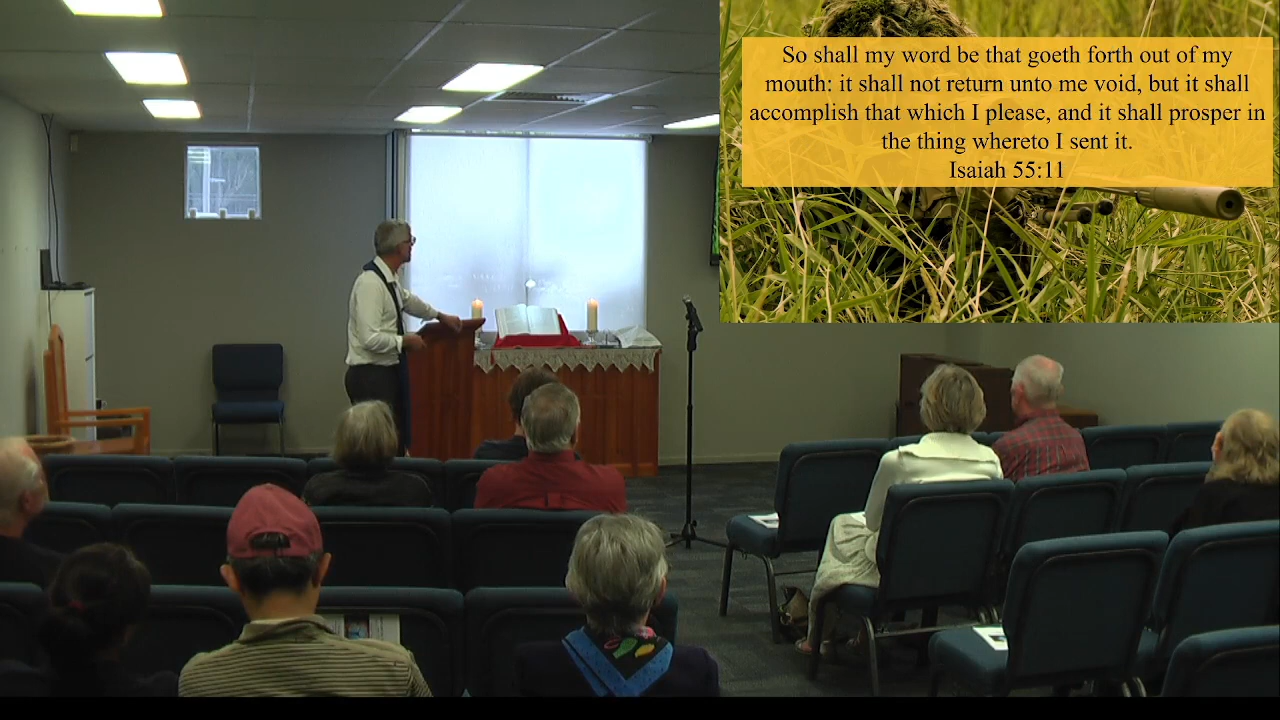 So shall my word be that goeth forth out of my
mouth: it shall not return unto me void, but it shall
accomplish that which I please, and it shall prosper in
the thing whereto I sent it.
Isaiah 55:11